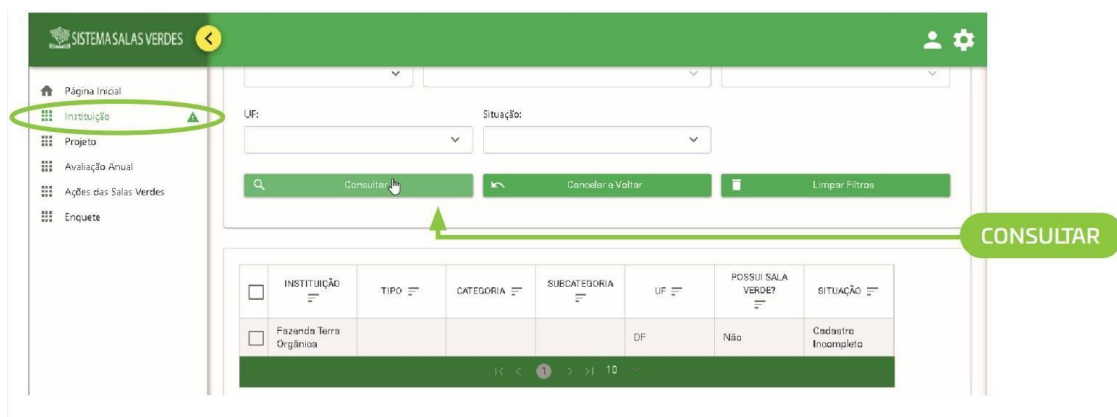 SISTEMA SALAS VERDES
Página Inicial
Instituição
Projeto
Avaliação Anual
Ações das Salas Verdes
Enquete
UF:
Situação:
Consultar
Cancelar e Voltar
Limpar Filtros
CONSULTAR
INSTITUIÇÃO
TIPO
CATEGORIA
SUBCATEGORIA
UF
POSSUI SALA
VERDE?
SITUAÇÃO
Fazenda Terra
Orgânica
DF
Não
Cadastro
Incompleto
1
10